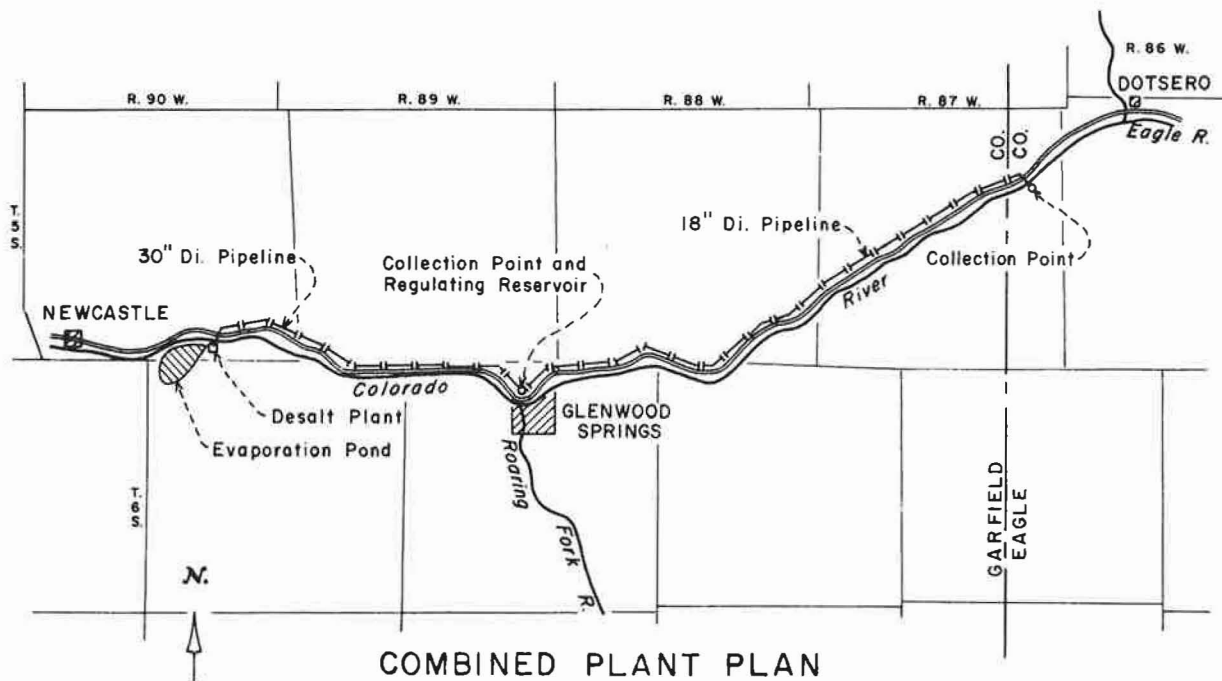 R. 86 W.
DOTSERO
R. 90 W.
R. 89 W.
R. 88 W.
R. 87 W.
Eagle R.
CO.
CO.
T.
5
S.
30" Di. Pipeline
Collection Point and
Regulating Reservoir
18" Di. Pipeline
River
Collection Point
NEWCASTLE
Colorado
Desalt Plant
Evaporation Pond
GLENWOOD
SPRINGS
Roaring
Fork
R.
T.
6
S.
GARFIELD
EAGLE
N.
COMBINED PLANT PLAN